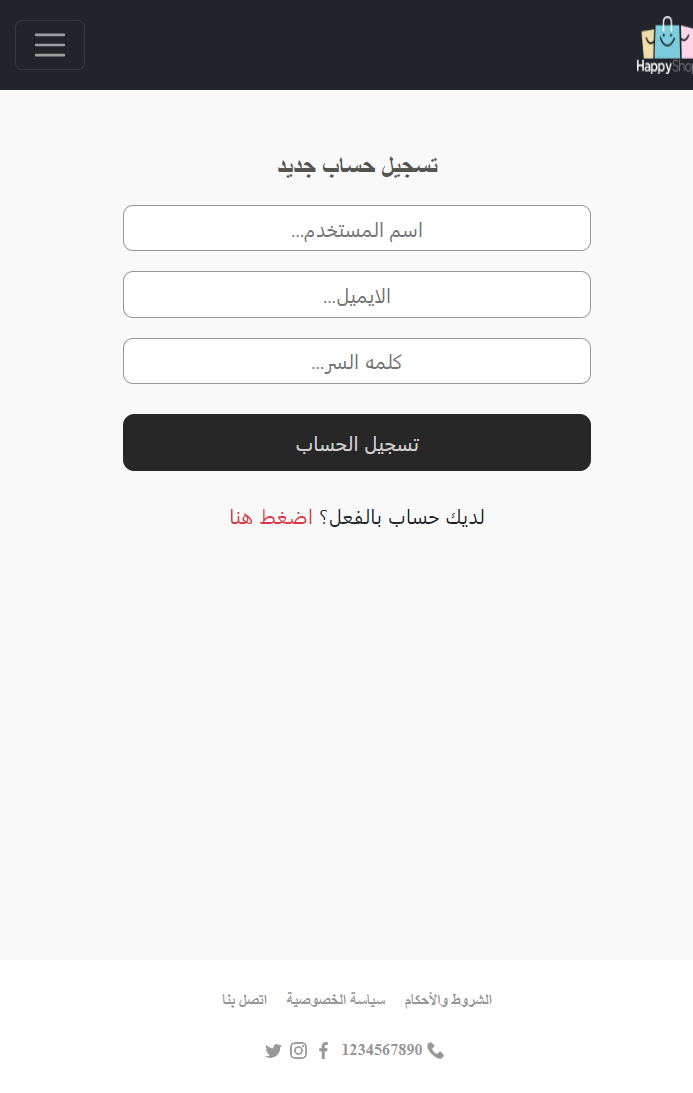 HappyShop
تسجيل حساب جديد
اسم المستخدم...
الايميل...
كلمه السر...
تسجيل الحساب
لديك حساب بالفعل؟ اضغط هنا
الشروط والأحكام سياسة الخصوصية اتصل بنا
1234567890